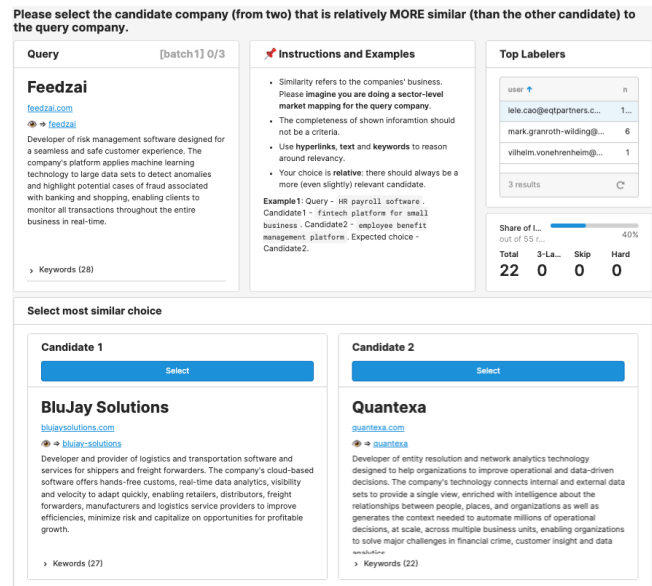 Please select the candidate company (from two) that is relatively MORE similar (than the other candidate) to
the query company.
Query [batch1] 0/3
Feedzai
feedzai.com
👁 ⇒ feedzai
Developer of risk management software designed for
a seamless and safe customer experience. The
company's platform applies machine learning
technology to large data sets to detect anomalies
and highlight potential cases of fraud associated
with banking and shopping, enabling clients to
monitor all transactions throughout the entire
business in real-time.
› Keywords (28)
📌 Instructions and Examples
• Similarity refers to the companies' business.
Please imagine you are doing a sector-level
market mapping for the query company.
• The completeness of shown inforamtion should
not be a criteria.
• Use hyperlinks, text and keywords to reason
around relevancy.
• Your choice is relative: there should always be a
more (even slightly) relevant candidate.
Example1: Query - HR payroll software .
Candidate1 - fintech platform for small
business . Candidate2 - employee benefit
management platform . Expected choice -
Candidate2.
Top Labelers
user ↑ n
lele.cao@eqtpartners.c... 1...
mark.granroth-wilding@... 6
vilhelm.vonehrenheim@... 1
3 results
Share of l...
out of 55 r...
40%
Total 3-La... Skip Hard
22 0 0 0
Select most similar choice
Candidate 1
Select
BluJay Solutions
blujaysolutions.com
👁 ⇒ blujay-solutions
Developer and provider of logistics and transportation software and
services for shippers and freight forwarders. The company's cloud-based
software offers hands-free customs, real-time data analytics, visibility
and velocity to adapt quickly, enabling retailers, distributors, freight
forwarders, manufacturers and logistics service providers to improve
efficiencies, minimize risk and capitalize on opportunities for profitable
growth.
› Kewords (27)
Candidate 2
Select
Quantexa
quantexa.com
👁 ⇒ quantexa
Developer of entity resolution and network analytics technology
designed to help organizations to improve operational and data-driven
decisions. The company's technology connects internal and external data
sets to provide a single view, enriched with intelligence about the
relationships between people, places, and organizations as well as
generates the context needed to automate millions of operational
decisions, at scale, across multiple business units, enabling organizations
to solve major challenges in financial crime, customer insight and data
analytics
› Keywords (22)